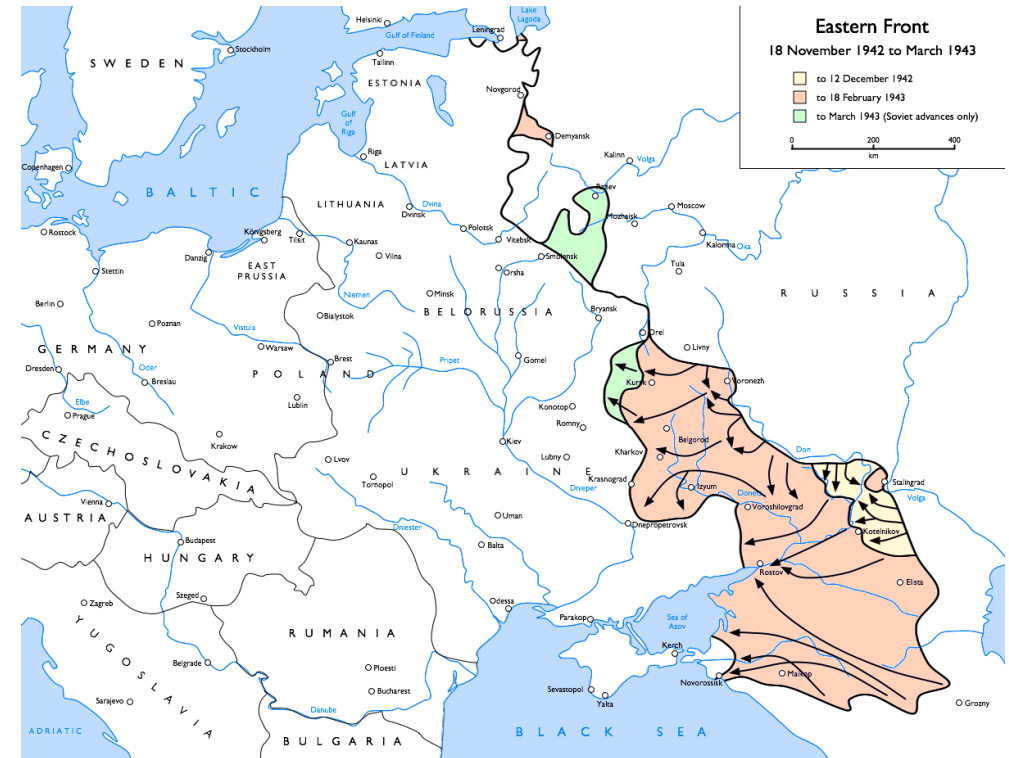 Eastern Front
18 November 1942 to March 1943
to 12 December 1942
to 18 February 1943
to March 1943 (Soviet advances only)
0 200 400
km
Helsinki
Leningrad
Lake
Lagoda
Gulf of Finland
Stockholm
SWEDEN
Tallinn
ESTONIA
Novgorod
Gulf
of
Riga
Demyansk
Riga
LATVIA
Kalinn
Volga
Copenhagen
BALTIC
Rzhev
LITHUANIA
Dvina
Dvinsk
Moscow
Mozhaisk
Rostock
Königsberg
Tilsit
Kaunas
Polotsk
Vitebsk
Kalomna
Oka
Danzig
Vilna
Smolensk
Tula
Stettin
EAST
PRUSSIA
Orsha
Niemen
Minsk
RUSSIA
Berlin
Bialystok
BELORUSSIA
Bryansk
Poznan
Vistula
Orel
GERMANY
Warsaw
Livny
Brest
Gomel
Pripet
Dresden
Oder
POLAND
Breslau
Kursk
Voronezh
Elbe
Lublin
Prague
Konotop
Romny
Krakow
CZECHOSLOVAKIA
Kiev
Belgorod
Don
Lvov
Lubny
Kharkov
UKRAINE
Tornopol
Krasnograd
Stalingrad
Dnieper
Izyum
Donets
Volga
Vienna
Voroshilovgrad
AUSTRIA
Uman
Dnepropetrovsk
Dniester
Kotelnikov
Budapest
Balta
HUNGARY
Rostov
Elista
Szeged
Odessa
Zagreb
Parakop
Sea of
Azov
YUGOSLAVIA
RUMANIA
Kerch
Belgrade
Ploesti
Maikop
Novorossisk
Sevastopol
Bucharest
Yalta
Grozny
Sarajevo
Danube
ADRIATIC
BLACK SEA
BULGARIA